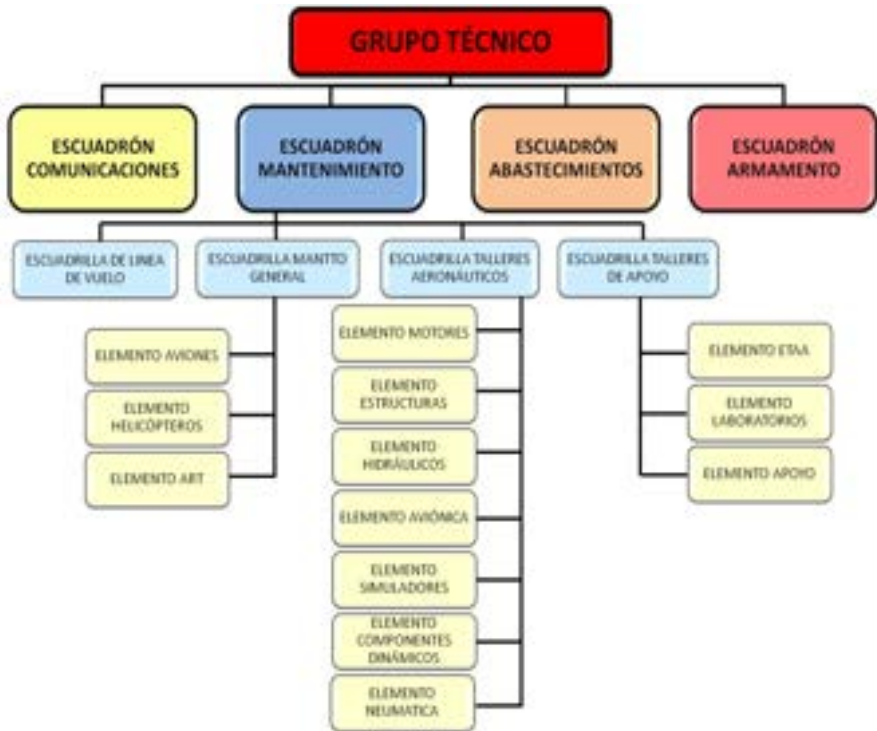 GRUPO TÉCNICO
ESCUADRÓN
COMUNICACIONES
ESCUADRÓN
MANTENIMIENTO
ESCUADRÓN
ABASTECIMIENTOS
ESCUADRÓN
ARMAMENTO
ESCUADRILLA DE LINEA
DE VUELO
ESCUADRILLA MANTTO
GENERAL
ESCUADRILLA TALLERES
AERONÁUTICOS
ESCUADRILLA TALLERES
DE APOYO
ELEMENTO AVIONES
ELEMENTO
HELICÓPTEROS
ELEMENTO ART
ELEMENTO MOTORES
ELEMENTO
ESTRUCTURAS
ELEMENTO
HIDRÁULICOS
ELEMENTO AVIÓNICA
ELEMENTO
SIMULADORES
ELEMENTO
COMPONENTES
DINÁMICOS
ELEMENTO
NEUMATICA
ELEMENTO ETAA
ELEMENTO
LABORATORIOS
ELEMENTO APOYO